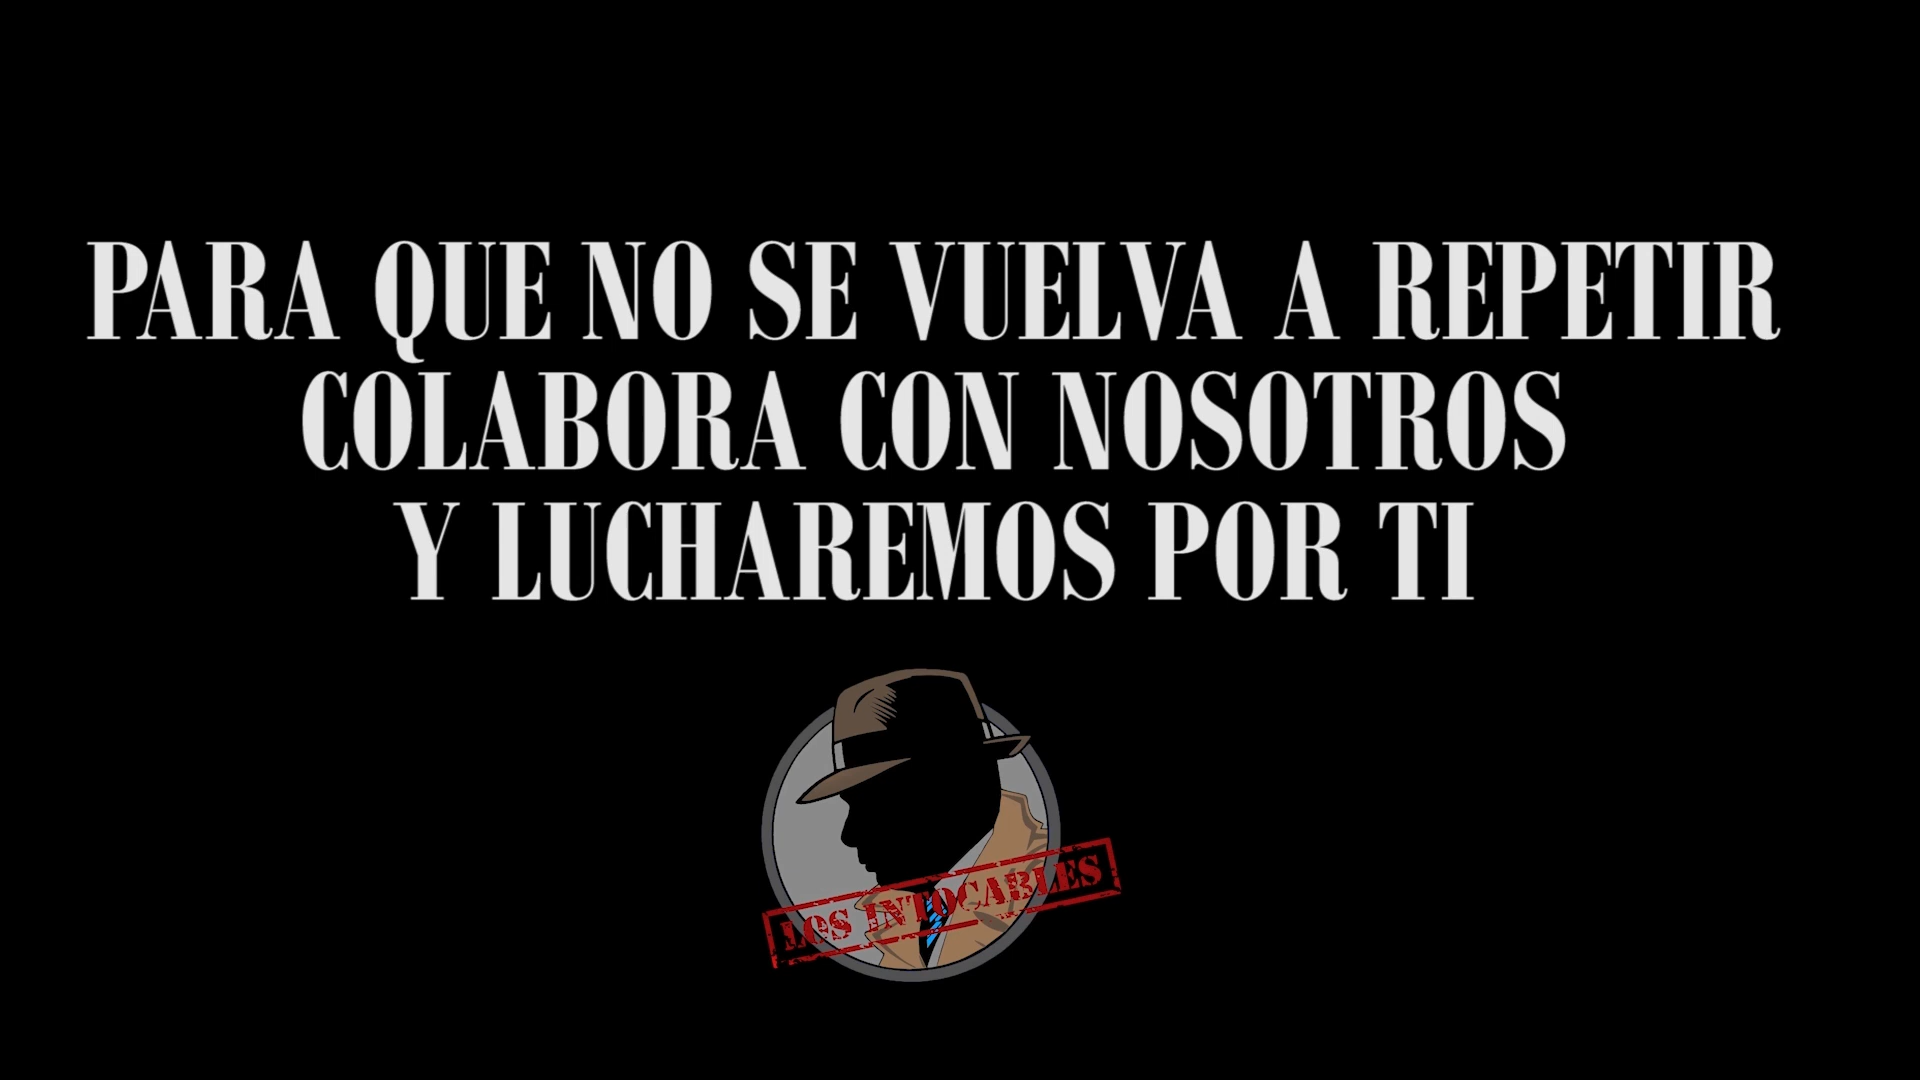 PARA QUE NO SE VUELVA A REPETIR
COLABORA CON NOSOTROS
Y LUCHAREMOS POR TI
LOS INTOCABLES